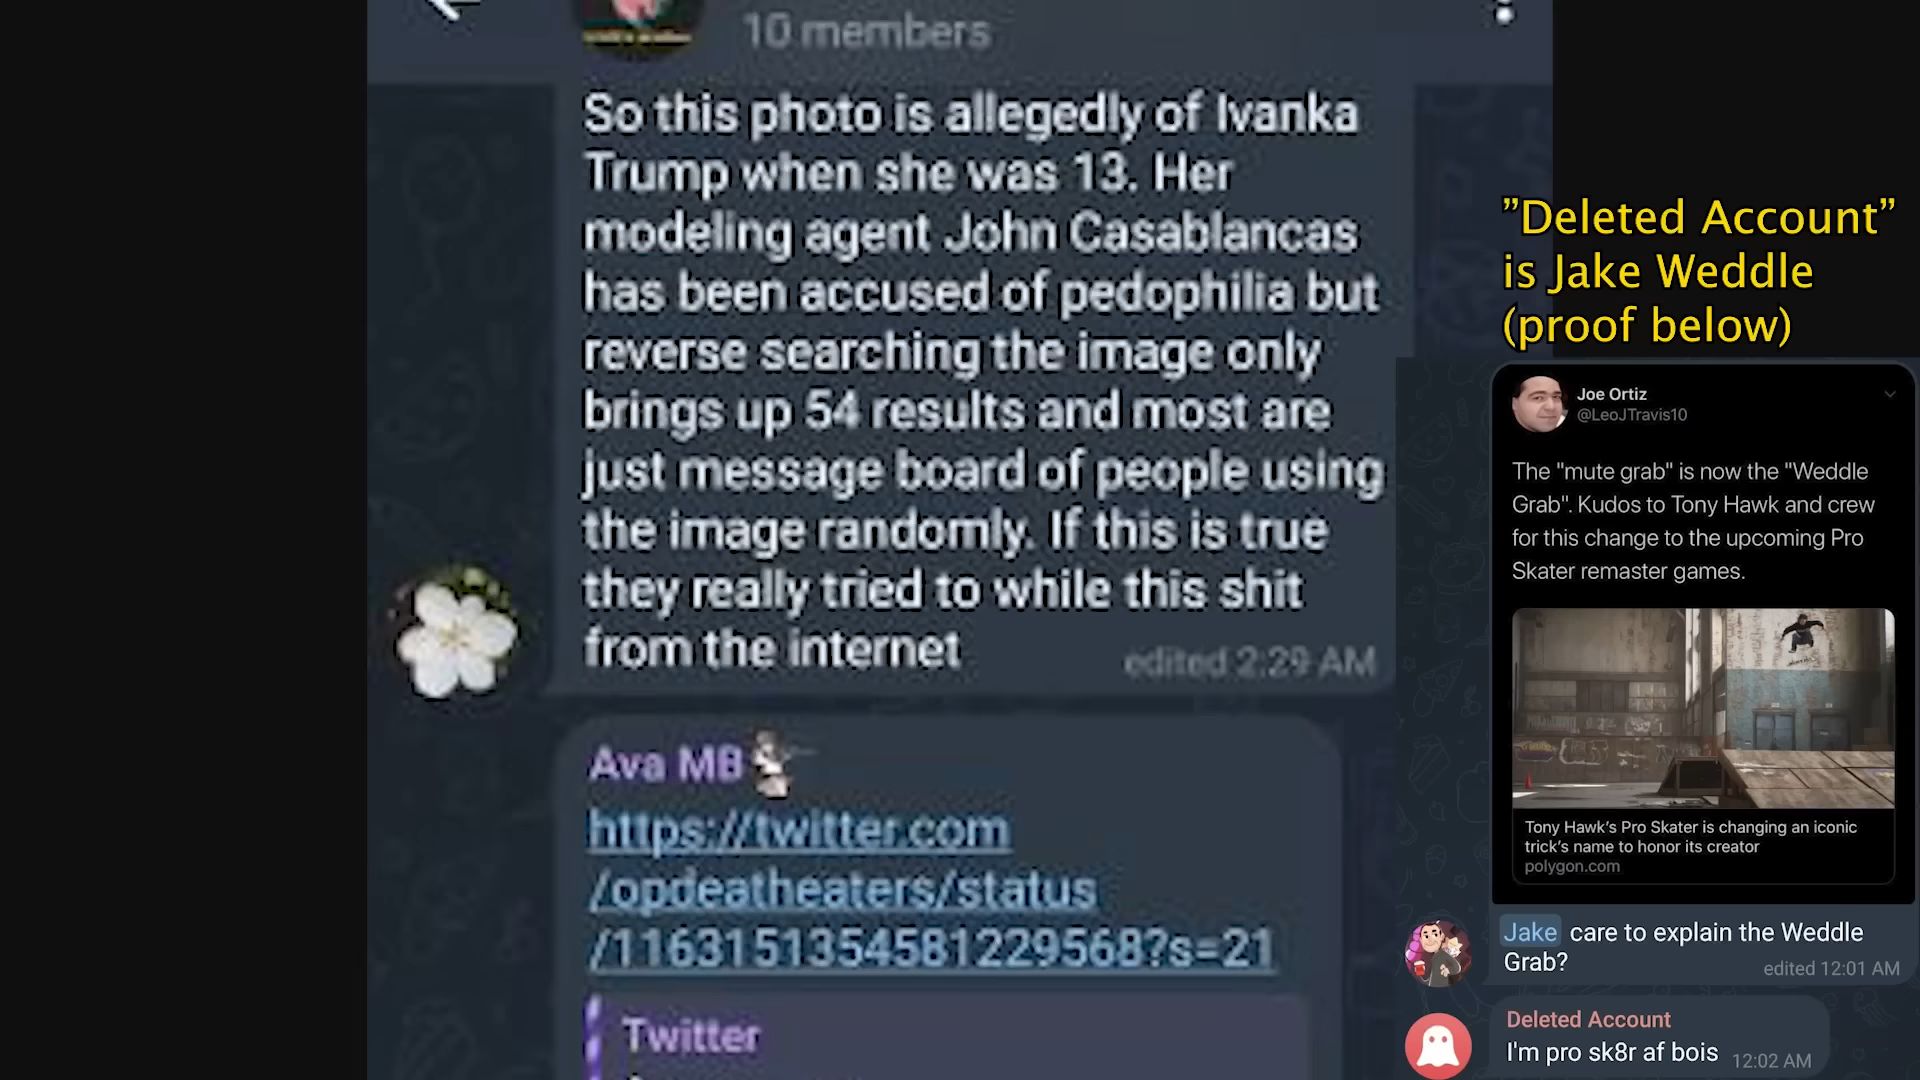 10 members
So this photo is allegedly of Ivanka
Trump when she was 13. Her
modeling agent John Casablancas
has been accused of pedophilia but
reverse searching the image only
brings up 54 results and most are
just message board of people using
the image randomly. If this is true
they really tried to while this shit
from the internet
edited 2:29 AM
Ava MB
https://twitter.com
/opdeatheaters/status
/1163151354581229568?s=21
Twitter
"Deleted Account"
is Jake Weddle
(proof below)
Joe Ortiz
@LeoJTravis10
The "mute grab" is now the "Weddle
Grab". Kudos to Tony Hawk and crew
for this change to the upcoming Pro
Skater remaster games.
Tony Hawk's Pro Skater is changing an iconic
trick's name to honor its creator
polygon.com
Jake care to explain the Weddle
Grab?
edited 12:01 AM
Deleted Account
I'm pro sk8r af bois
12:02 AM